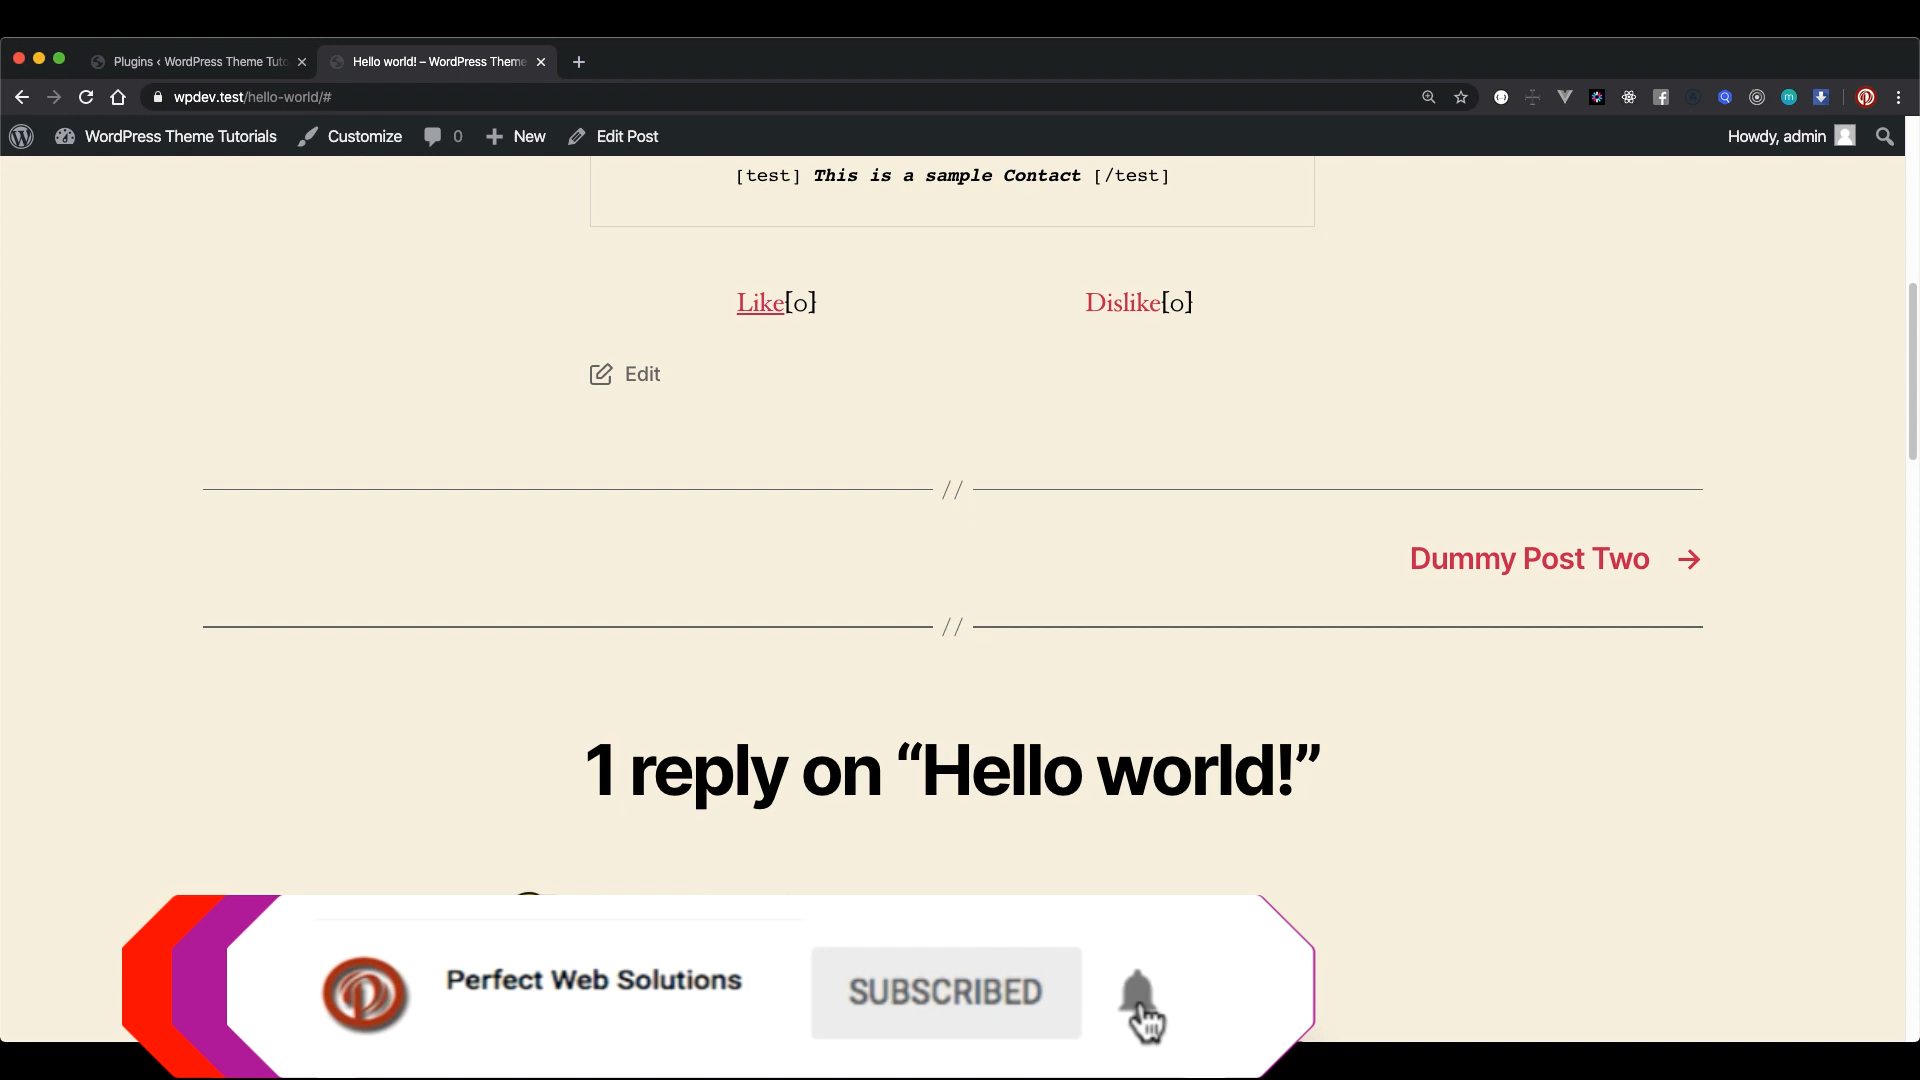 Plugins ‹ WordPress Theme Tuto
Hello world! – WordPress Theme
wpdev.test/hello-world/#
WordPress Theme Tutorials
Customize
0
New
Edit Post
Howdy, admin
[test] This is a sample Contact [/test]
Like[0}
Dislike[0}
Edit
//
Dummy Post Two →
//
1 reply on “Hello world!”
Perfect Web Solutions
SUBSCRIBED